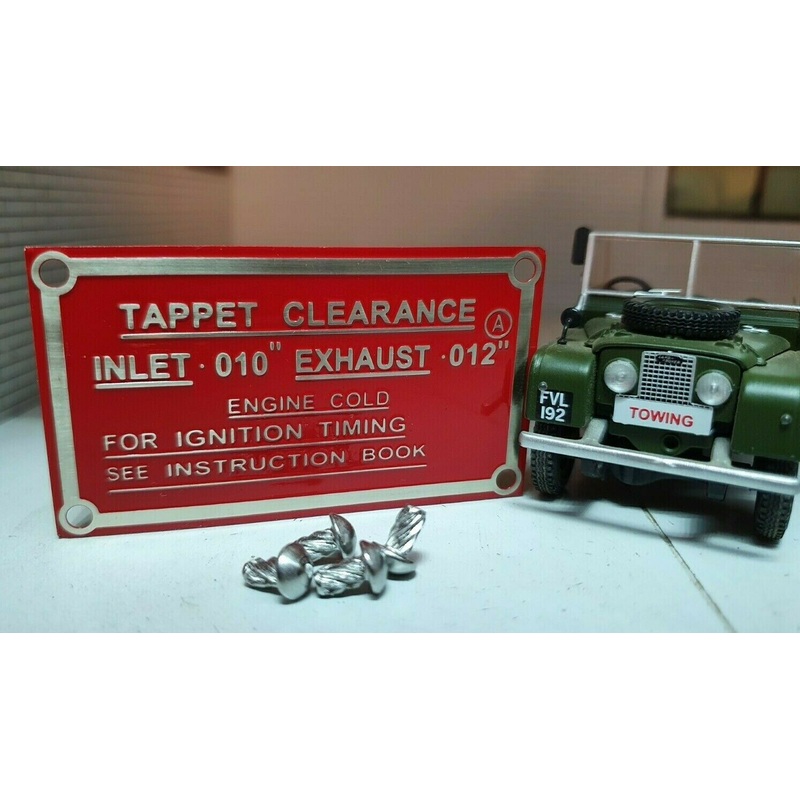 TAPPET CLEARANCE
A
INLET ·010" EXHAUST ·012"
ENGINE COLD
FOR IGNITION TIMING
SEE INSTRUCTION BOOK
FVL
192
TOWING